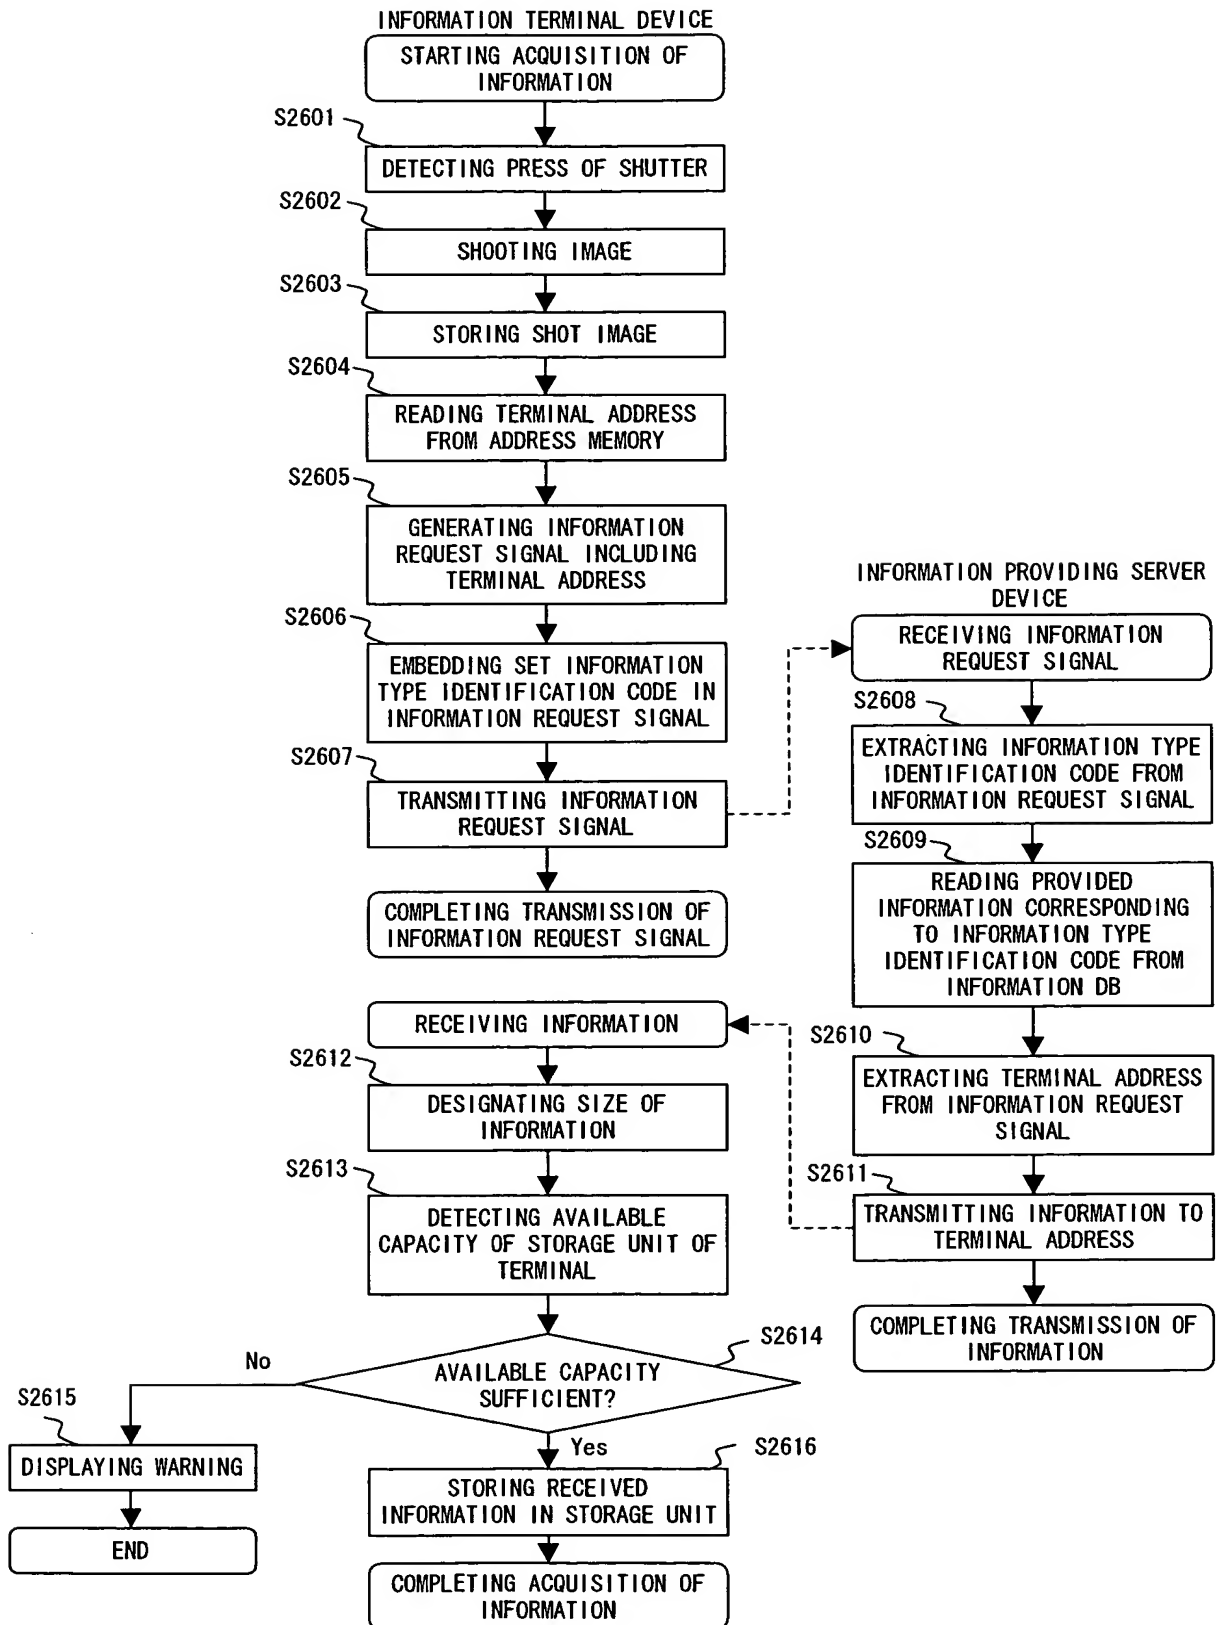 INFORMATION TERMINAL DEVICE
STARTING ACQUISITION OF
INFORMATION
S2601
DETECTING PRESS OF SHUTTER
S2602
SHOOTING IMAGE
S2603
STORING SHOT IMAGE
S2604
READING TERMINAL ADDRESS
FROM ADDRESS MEMORY
S2605
GENERATING INFORMATION
REQUEST SIGNAL INCLUDING
TERMINAL ADDRESS
S2606
EMBEDDING SET INFORMATION
TYPE IDENTIFICATION CODE IN
INFORMATION REQUEST SIGNAL
S2607
TRANSMITTING INFORMATION
REQUEST SIGNAL
COMPLETING TRANSMISSION OF
INFORMATION REQUEST SIGNAL
INFORMATION PROVIDING SERVER
DEVICE
RECEIVING INFORMATION
REQUEST SIGNAL
S2608
EXTRACTING INFORMATION TYPE
IDENTIFICATION CODE FROM
INFORMATION REQUEST SIGNAL
S2609
READING PROVIDED
INFORMATION CORRESPONDING
TO INFORMATION TYPE
IDENTIFICATION CODE FROM
INFORMATION DB
S2610
EXTRACTING TERMINAL ADDRESS
FROM INFORMATION REQUEST
SIGNAL
S2611
TRANSMITTING INFORMATION TO
TERMINAL ADDRESS
COMPLETING TRANSMISSION OF
INFORMATION
RECEIVING INFORMATION
S2612
DESIGNATING SIZE OF
INFORMATION
S2613
DETECTING AVAILABLE
CAPACITY OF STORAGE UNIT OF
TERMINAL
S2614
AVAILABLE CAPACITY
SUFFICIENT?
No
S2615
DISPLAYING WARNING
END
Yes
S2616
STORING RECEIVED
INFORMATION IN STORAGE UNIT
COMPLETING ACQUISITION OF
INFORMATION